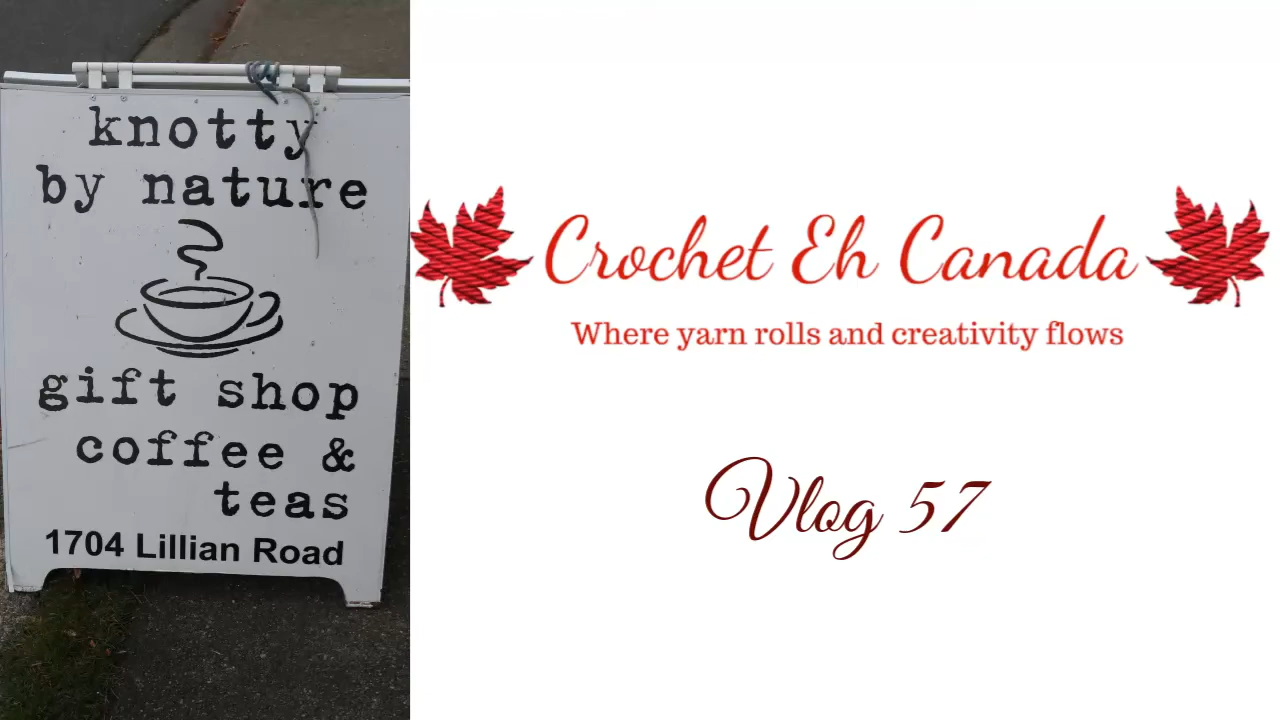 knotty
by nature
gift shop
coffee &
teas
1704 Lillian Road
Crochet Eh Canada
Where yarn rolls and creativity flows
Vlog 57